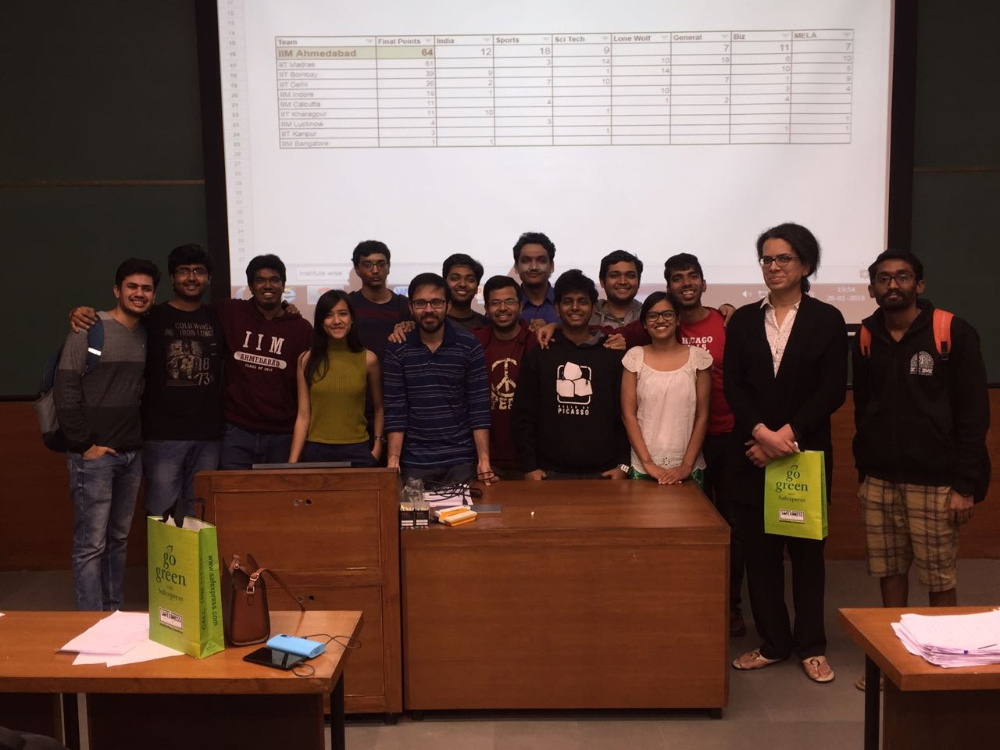 Team Final Points India Sports Sci Tech Lone Wolf General Biz MELA
IIM Ahmedabad 64 12 18 9 7 11 7
IIT Madras 61 3 14 10 18 6 10
IIT Bombay 39 9 1 14 10 5
IIT Delhi 36 2 7 10 7 1 9
IIM Indore 18 1 10 3 4
IIM Calcutta 11 4 1 2 4
IIT Kharagpur 11 10 1
IIM Lucknow 4 3 1
IIT Kanpur 3 1 1 1
IIM Bangalore 1 1
Institute wise
19:54
28-01-2018
COLD WINTER
IRON LUNG
18
73
IIM
AHMEDABAD
CLASS OF 2017
BALLS BY
PICASSO
CHICAGO
go
green
with
Safexpress
SAFEXPRESS
go
green
with
Safexpress
SAFEXPRESS
www.safexpress.com